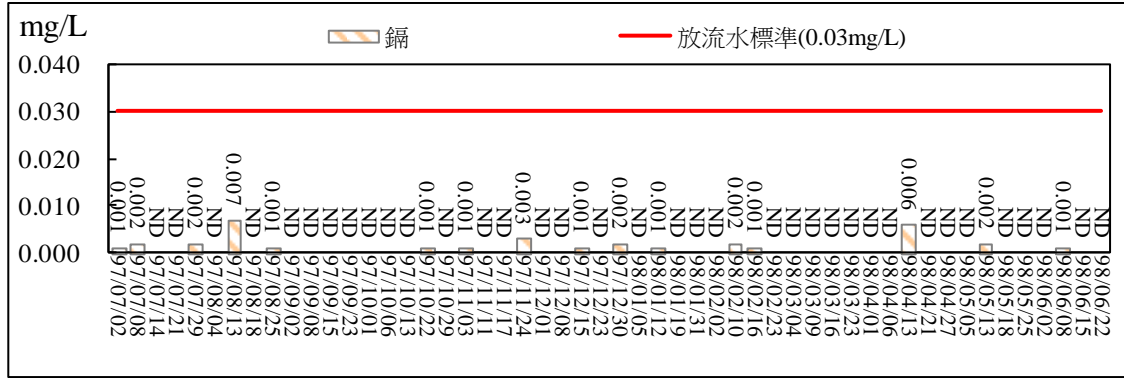 mg/L
鎘
放流水標準(0.03mg/L)
0.040
0.030
0.020
0.010
0.000
0.001
0.002
ND
ND
0.002
ND
0.007
ND
0.001
ND
ND
ND
ND
ND
ND
ND
0.001
ND
0.001
ND
ND
0.003
ND
ND
0.001
ND
0.002
ND
0.001
ND
ND
ND
0.002
0.001
ND
ND
ND
ND
ND
ND
ND
0.006
ND
ND
ND
0.002
ND
ND
ND
0.001
ND
ND
97/07/02
97/07/08
97/07/14
97/07/21
97/07/29
97/08/04
97/08/13
97/08/18
97/08/25
97/09/02
97/09/08
97/09/15
97/09/23
97/10/01
97/10/06
97/10/13
97/10/22
97/10/29
97/11/03
97/11/11
97/11/17
97/11/24
97/12/01
97/12/08
97/12/15
97/12/23
97/12/30
98/01/05
98/01/12
98/01/19
98/01/31
98/02/02
98/02/10
98/02/16
98/02/23
98/03/04
98/03/09
98/03/16
98/03/23
98/04/01
98/04/06
98/04/13
98/04/21
98/04/27
98/05/05
98/05/13
98/05/18
98/05/25
98/06/02
98/06/08
98/06/15
98/06/22